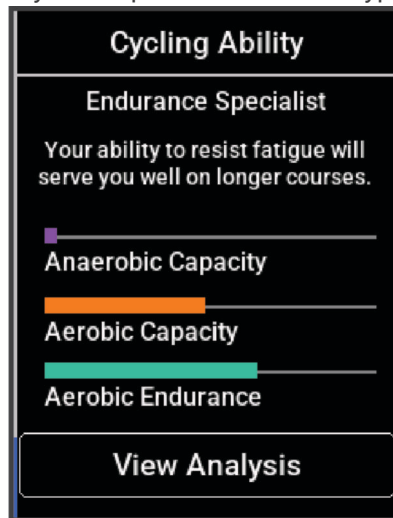 Cycling Ability
Endurance Specialist
Your ability to resist fatigue will
serve you well on longer courses.
Anaerobic Capacity
Aerobic Capacity
Aerobic Endurance
View Analysis